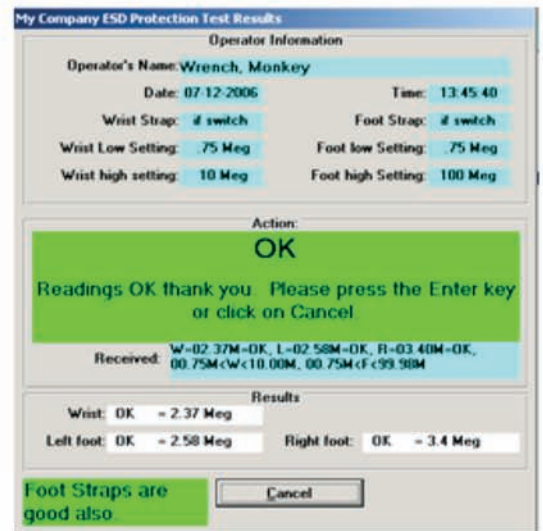 My Company ESD Protection Test Results
Operator Information
Operator's Name: Wrench, Monkey
Date: 07-12-2006 Time: 13:45:40
Wrist Strap: if switch Foot Strap: if switch
Wrist Low Setting: .75 Meg Foot low Setting: .75 Meg
Wrist high setting: 10 Meg Foot high Setting: 100 Meg
Action:
OK
Readings OK thank you. Please press the Enter key
or click on Cancel
Received: W=02.37M=OK, L=02.58M=OK, R=03.40M=OK,
00.75M<W<10.00M, 00.75M<F<99.98M
Results
Wrist: OK = 2.37 Meg
Left foot: OK = 2.58 Meg Right foot: OK = 3.4 Meg
Foot Straps are
good also
Cancel